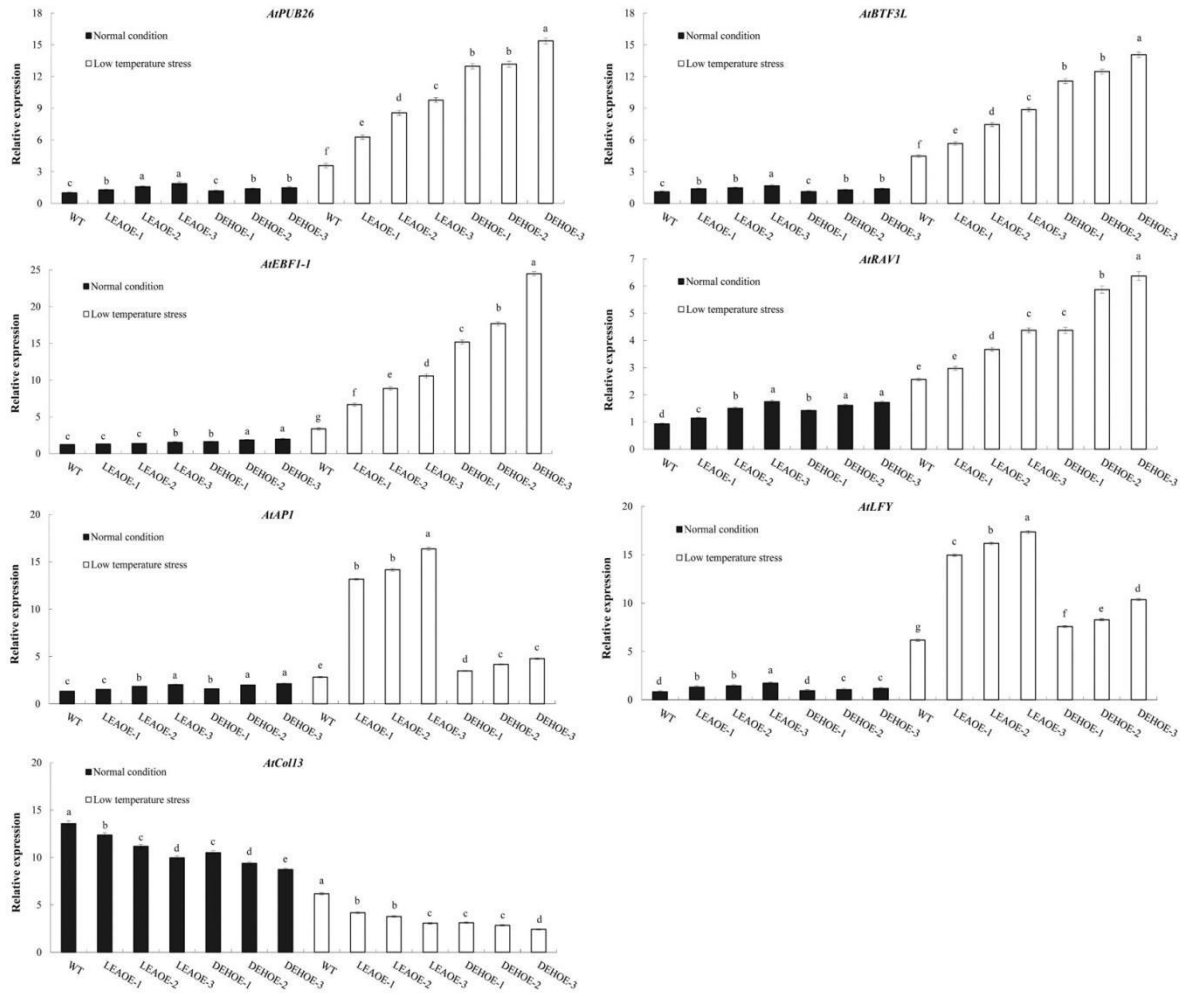 AtPUB26
Relative expression
18
15
12
9
6
3
0
Normal condition
Low temperature stress
c b a a c b b f e d c b b a
WT LEAOE-1 LEAOE-2 LEAOE-3 DEHOE-1 DEHOE-2 DEHOE-3 WT LEAOE-1 LEAOE-2 LEAOE-3 DEHOE-1 DEHOE-2 DEHOE-3
AtBTF3L
Relative expression
18
15
12
9
6
3
0
Normal condition
Low temperature stress
c b b a c b b f e d c b b a
WT LEAOE-1 LEAOE-2 LEAOE-3 DEHOE-1 DEHOE-2 DEHOE-3 WT LEAOE-1 LEAOE-2 LEAOE-3 DEHOE-1 DEHOE-2 DEHOE-3
AtEBF1-1
Relative expression
25
20
15
10
5
0
Normal condition
Low temperature stress
c c c b b a a g f e d c b a
WT LEAOE-1 LEAOE-2 LEAOE-3 DEHOE-1 DEHOE-2 DEHOE-3 WT LEAOE-1 LEAOE-2 LEAOE-3 DEHOE-1 DEHOE-2 DEHOE-3
AtRAV1
Relative expression
7
6
5
4
3
2
1
0
Normal condition
Low temperature stress
d c b a b a a e e d c c b a
WT LEAOE-1 LEAOE-2 LEAOE-3 DEHOE-1 DEHOE-2 DEHOE-3 WT LEAOE-1 LEAOE-2 LEAOE-3 DEHOE-1 DEHOE-2 DEHOE-3
AtAP1
Relative expression
20
15
10
5
0
Normal condition
Low temperature stress
c c b a c a a e b b a d c c
WT LEAOE-1 LEAOE-2 LEAOE-3 DEHOE-1 DEHOE-2 DEHOE-3 WT LEAOE-1 LEAOE-2 LEAOE-3 DEHOE-1 DEHOE-2 DEHOE-3
AtLFY
Relative expression
20
15
10
5
0
Normal condition
Low temperature stress
d b b a d c c g c b a f e d
WT LEAOE-1 LEAOE-2 LEAOE-3 DEHOE-1 DEHOE-2 DEHOE-3 WT LEAOE-1 LEAOE-2 LEAOE-3 DEHOE-1 DEHOE-2 DEHOE-3
AtCol13
Relative expression
20
15
10
5
0
Normal condition
Low temperature stress
a b c d c d e a b b c c c d
WT LEAOE-1 LEAOE-2 LEAOE-3 DEHOE-1 DEHOE-2 DEHOE-3 WT LEAOE-1 LEAOE-2 LEAOE-3 DEHOE-1 DEHOE-2 DEHOE-3